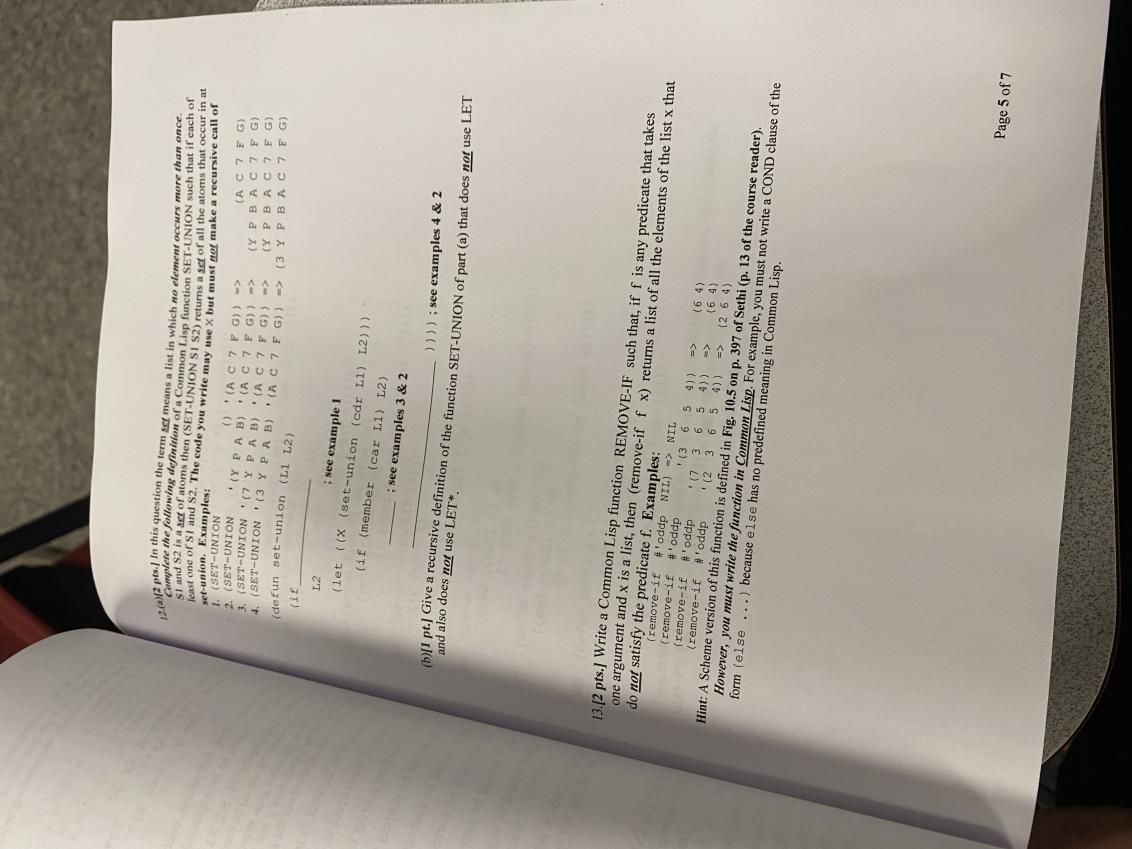 12.(a)[2 pts.] In this question the term set means a list in which no element occurs more than once.
Complete the following definition of a Common Lisp function SET-UNION such that if each of
S1 and S2 is a set of atoms then (SET-UNION S1 S2) returns a set of all the atoms that occur in at
least one of S1 and S2. The code you write may use X but must not make a recursive call of
set-union. Examples:
1. (SET-UNION () '(A C 7 F G)) => (A C 7 F G)
2. (SET-UNION '(Y P A B) '(A C 7 F G)) => (Y P B A C 7 F G)
3. (SET-UNION '(7 Y P A B) '(A C 7 F G)) => (Y P B A C 7 F G)
4. (SET-UNION '(3 Y P A B) '(A C 7 F G)) => (3 Y P B A C 7 F G)
(defun set-union (L1 L2)
(if ____________ ; see example 1
L2
(let ((X (set-union (cdr L1) L2)))
(if (member (car L1) L2)
______ ; see examples 3 & 2
____________________ )))) ; see examples 4 & 2
(b)[1 pt.] Give a recursive definition of the function SET-UNION of part (a) that does not use LET
and also does not use LET*.
13.[2 pts.] Write a Common Lisp function REMOVE-IF such that, if f is any predicate that takes
one argument and x is a list, then (remove-if f x) returns a list of all the elements of the list x that
do not satisfy the predicate f. Examples:
(remove-if #'oddp NIL) => NIL
(remove-if #'oddp '(3 6 5 4)) => (6 4)
(remove-if #'oddp '(7 3 6 5 4)) => (6 4)
(remove-if #'oddp '(2 3 6 5 4)) => (2 6 4)
Hint: A Scheme version of this function is defined in Fig. 10.5 on p. 397 of Sethi (p. 13 of the course reader).
However, you must write the function in Common Lisp. For example, you must not write a COND clause of the
form (else ...) because else has no predefined meaning in Common Lisp.
Page 5 of 7